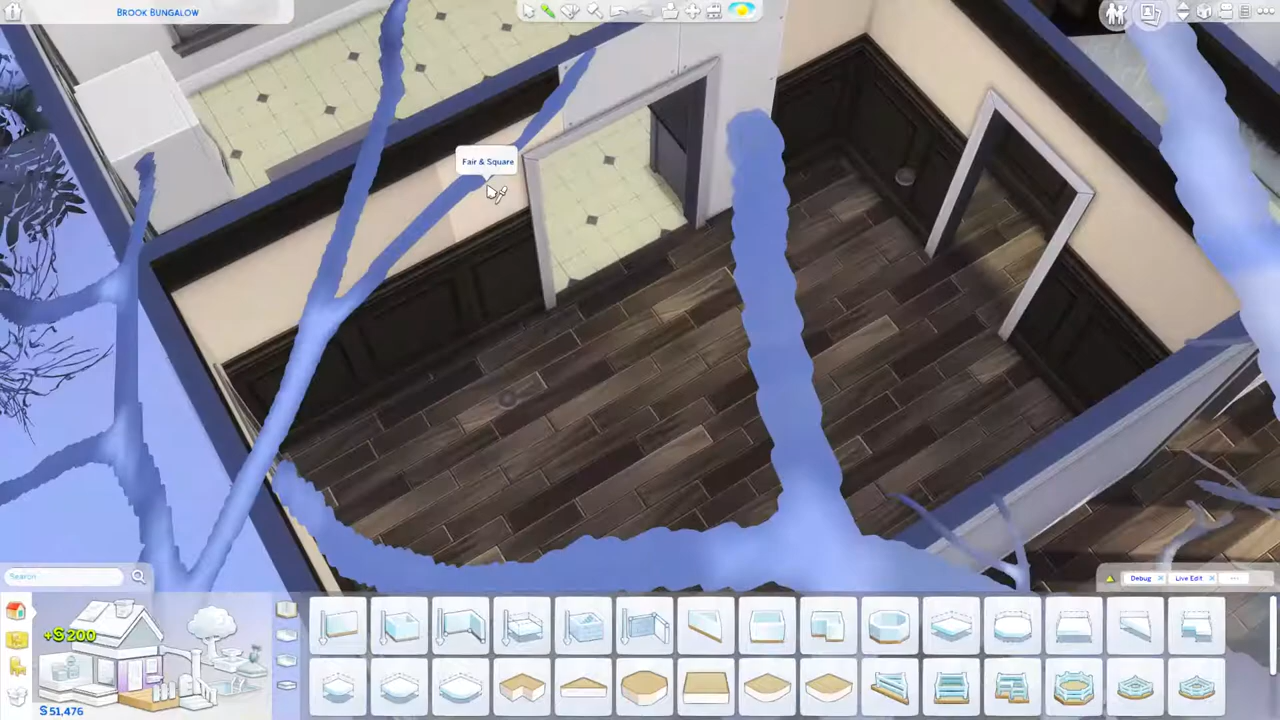 BROOK BUNGALOW
Fair & Square
Debug
Live Edit
Search
+§200
§51,476